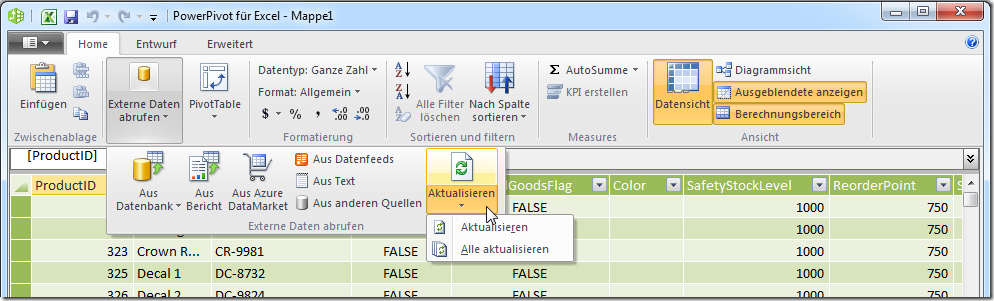 PowerPivot für Excel - Mappe1
Home Entwurf Erweitert
Einfügen
Zwischenablage
Externe Daten abrufen
PivotTable
Datentyp: Ganze Zahl
Format: Allgemein
$ % , ,00 ,00
Formatierung
Alle Filter löschen
Nach Spalte sortieren
Sortieren und filtern
Σ AutoSumme
KPI erstellen
Measures
Datensicht
Diagrammsicht
Ausgeblendete anzeigen
Berechnungsbereich
Ansicht
[ProductID]
Aus Datenbank
Aus Bericht
Aus Azure DataMarket
Aus Datenfeeds
Aus Text
Aus anderen Quellen
Aktualisieren
Externe Daten abrufen
Aktualisieren
Alle aktualisieren
ProductID GoodsFlag Color SafetyStockLevel ReorderPoint
FALSE 1000 750
1000 750
323 Crown R... CR-9981 FALSE 1000 750
325 Decal 1 DC-8732 FALSE FALSE 1000 750
326 Decal 2 DC-9824 FALSE FALSE 1000 750